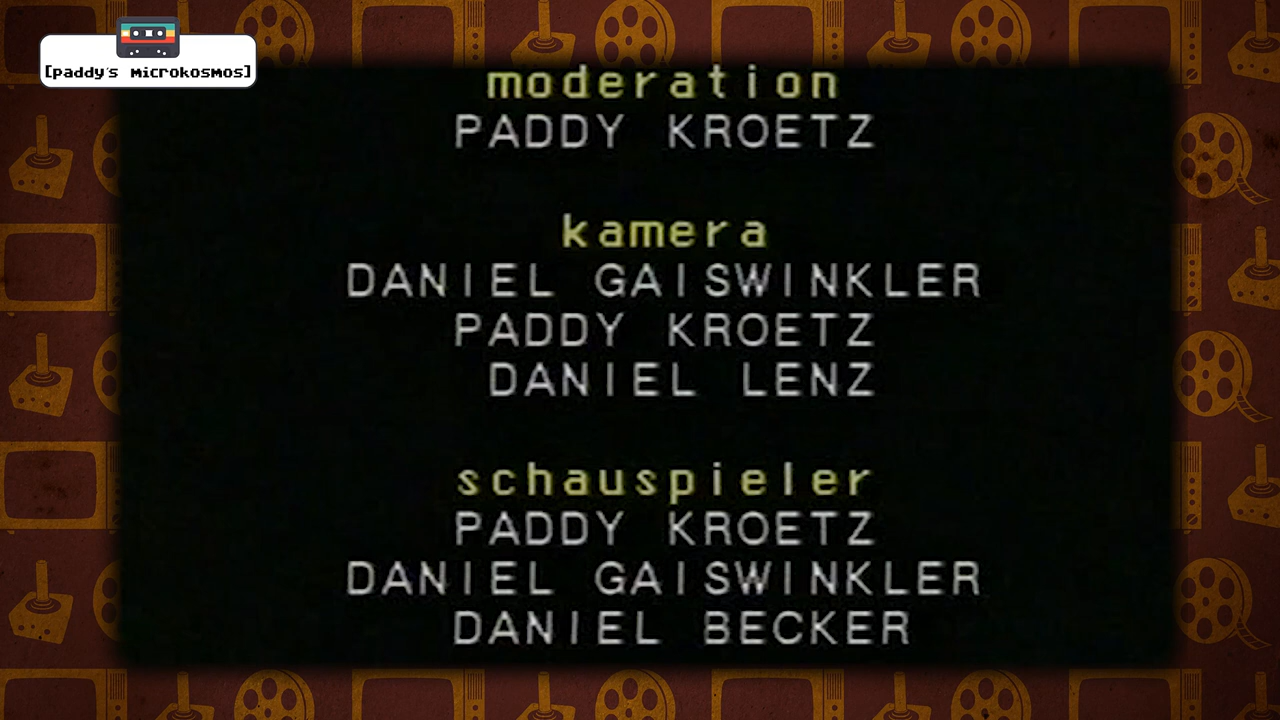 [paddy's microkosmos]
moderation
PADDY KROETZ
kamera
DANIEL GAISWINKLER
PADDY KROETZ
DANIEL LENZ
schauspieler
PADDY KROETZ
DANIEL GAISWINKLER
DANIEL BECKER